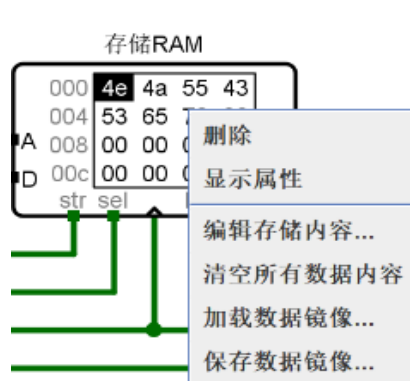 存储RAM
000 4e 4a 55 43
004 53 65
A 008 00 00
D 00c 00 00
str sel
删除
显示属性
编辑存储内容...
清空所有数据内容
加载数据镜像...
保存数据镜像...